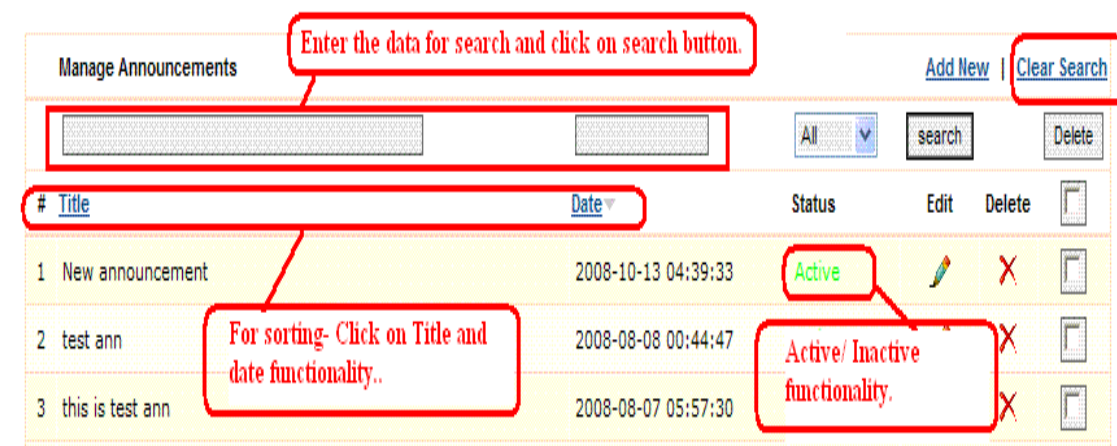 Enter the data for search and click on search button.
Manage Announcements Add New | Clear Search
All search Delete
# Title Date Status Edit Delete
1 New announcement 2008-10-13 04:39:33 Active
2 test ann 2008-08-08 00:44:47
3 this is test ann 2008-08-07 05:57:30
For sorting- Click on Title and
date functionality..
Active/ Inactive
functionality.